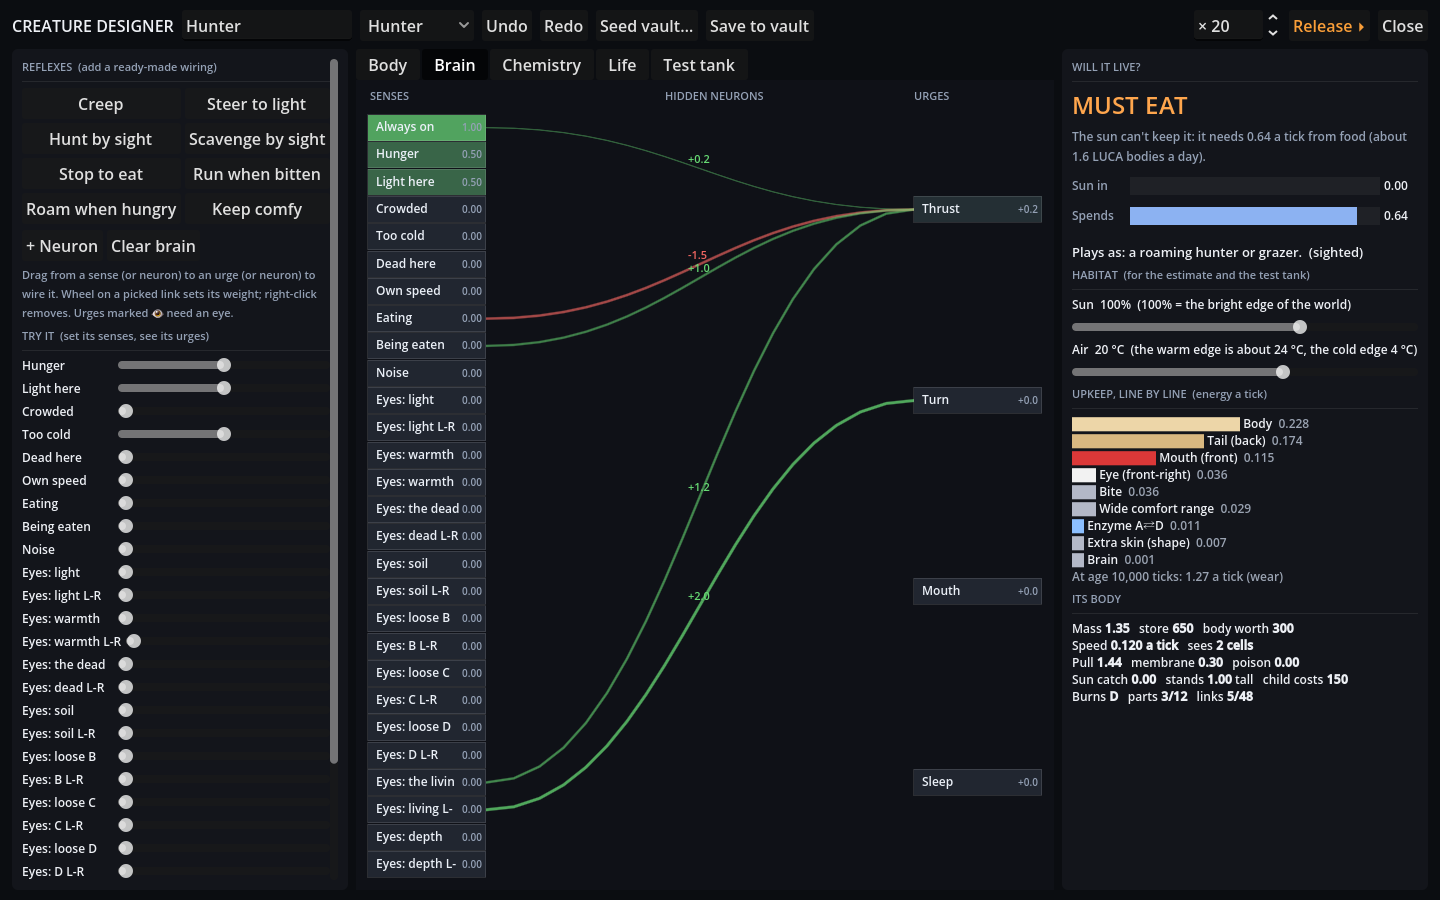 CREATURE DESIGNER Hunter Hunter Undo Redo Seed vault... Save to vault × 20 Release Close
REFLEXES (add a ready-made wiring)
Creep Steer to light
Hunt by sight Scavenge by sight
Stop to eat Run when bitten
Roam when hungry Keep comfy
+ Neuron Clear brain
Drag from a sense (or neuron) to an urge (or neuron) to
wire it. Wheel on a picked link sets its weight; right-click
removes. Urges marked 👁 need an eye.
TRY IT (set its senses, see its urges)
Hunger
Light here
Crowded
Too cold
Dead here
Own speed
Eating
Being eaten
Noise
Eyes: light
Eyes: light L-R
Eyes: warmth
Eyes: warmth L-R
Eyes: the dead
Eyes: dead L-R
Eyes: soil
Eyes: soil L-R
Eyes: loose B
Eyes: B L-R
Eyes: loose C
Eyes: C L-R
Eyes: loose D
Eyes: D L-R
Body Brain Chemistry Life Test tank
SENSES HIDDEN NEURONS URGES
Always on 1.00
Hunger 0.50
Light here 0.50
Crowded 0.00
Too cold 0.00
Dead here 0.00
Own speed 0.00
Eating 0.00
Being eaten 0.00
Noise 0.00
Eyes: light 0.00
Eyes: light L-R 0.00
Eyes: warmth 0.00
Eyes: warmth 0.00
Eyes: the dead 0.00
Eyes: dead L-R 0.00
Eyes: soil 0.00
Eyes: soil L-R 0.00
Eyes: loose B 0.00
Eyes: B L-R 0.00
Eyes: loose C 0.00
Eyes: C L-R 0.00
Eyes: loose D 0.00
Eyes: D L-R 0.00
Eyes: the livin 0.00
Eyes: living L- 0.00
Eyes: depth 0.00
Eyes: depth L- 0.00
+0.2
-1.5
+1.0
+1.2
+2.0
Thrust +0.2
Turn +0.0
Mouth +0.0
Sleep +0.0
WILL IT LIVE?
MUST EAT
The sun can't keep it: it needs 0.64 a tick from food (about
1.6 LUCA bodies a day).
Sun in 0.00
Spends 0.64
Plays as: a roaming hunter or grazer. (sighted)
HABITAT (for the estimate and the test tank)
Sun 100% (100% = the bright edge of the world)
Air 20 °C (the warm edge is about 24 °C, the cold edge 4 °C)
UPKEEP, LINE BY LINE (energy a tick)
Body 0.228
Tail (back) 0.174
Mouth (front) 0.115
Eye (front-right) 0.036
Bite 0.036
Wide comfort range 0.029
Enzyme A⇌D 0.011
Extra skin (shape) 0.007
Brain 0.001
At age 10,000 ticks: 1.27 a tick (wear)
ITS BODY
Mass 1.35 store 650 body worth 300
Speed 0.120 a tick sees 2 cells
Pull 1.44 membrane 0.30 poison 0.00
Sun catch 0.00 stands 1.00 tall child costs 150
Burns D parts 3/12 links 5/48